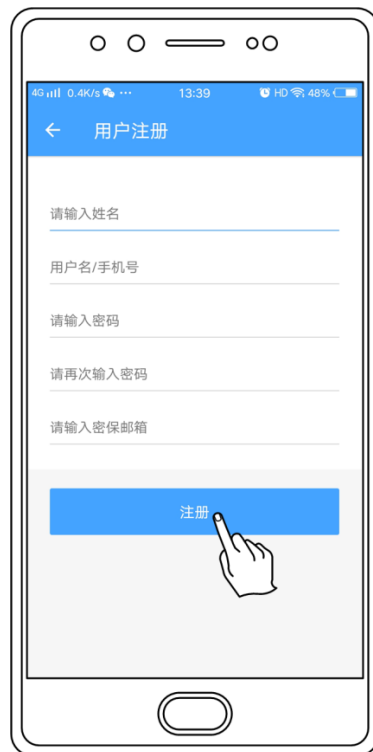 4G 0.4K/s ··· 13:39 HD 48%
用户注册
请输入姓名
用户名/手机号
请输入密码
请再次输入密码
请输入密保邮箱
注册